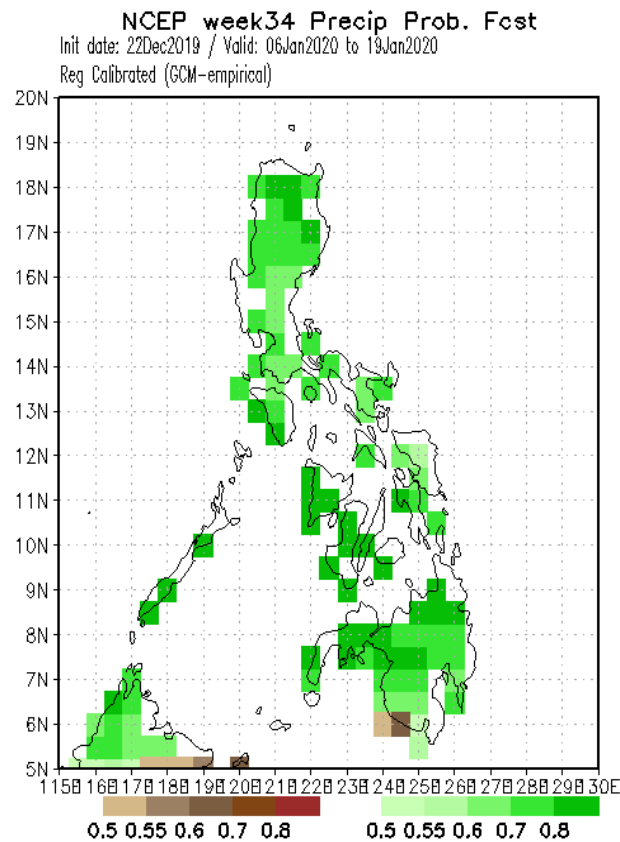 NCEP week34 Precip Prob. Fcst
Init date: 22Dec2019 / Valid: 06Jan2020 to 19Jan2020
Reg Calibrated (GCM-empirical)
20N
19N
18N
17N
16N
15N
14N
13N
12N
11N
10N
9N
8N
7N
6N
5N
115E 116E 117E 118E 119E 120E 121E 122E 123E 124E 125E 126E 127E 128E 129E 130E
0.5 0.55 0.6 0.7 0.8 0.5 0.55 0.6 0.7 0.8